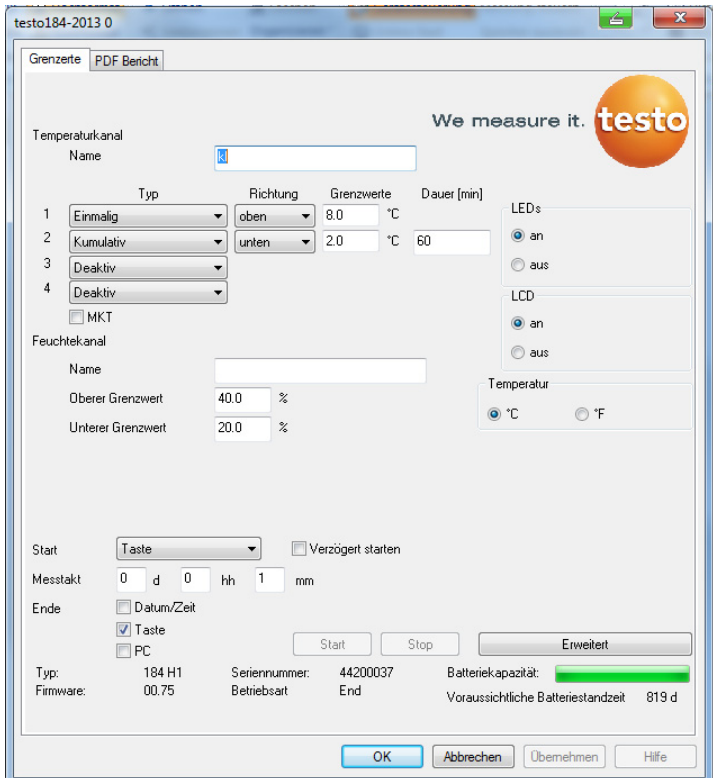 testo184-2013 0
Grenzerte PDF Bericht
We measure it. testo
Temperaturkanal
Name kl
Typ Richtung Grenzwerte Dauer [min]
1 Einmalig oben 8.0 °C
2 Kumulativ unten 2.0 °C 60
3 Deaktiv
4 Deaktiv
MKT
LEDs
an
aus
LCD
an
aus
Feuchtekanal
Name
Oberer Grenzwert 40.0 %
Unterer Grenzwert 20.0 %
Temperatur
°C °F
Start Taste Verzögert starten
Messtakt 0 d 0 hh 1 mm
Ende Datum/Zeit
Taste
PC
Start Stop Erweitert
Typ: 184 H1 Seriennummer: 44200037 Batteriekapazität:
Firmware: 00.75 Betriebsart End Voraussichtliche Batteriestandzeit 819 d
OK Abbrechen Übernehmen Hilfe